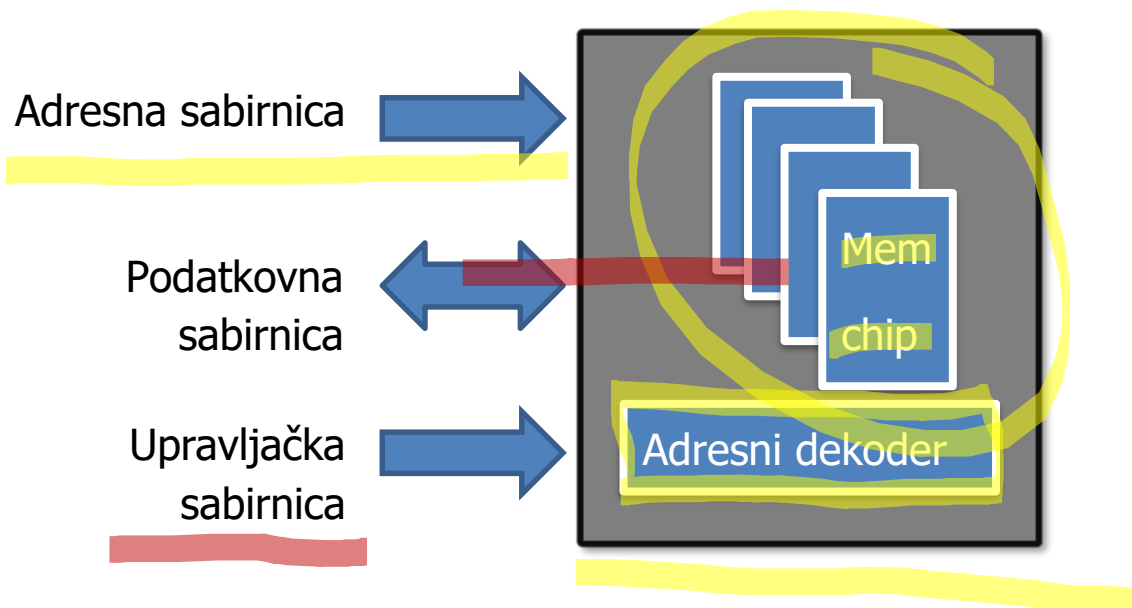 Adresna sabirnica
Podatkovna
sabirnica
Upravljačka
sabirnica
Mem
chip
Adresni dekoder